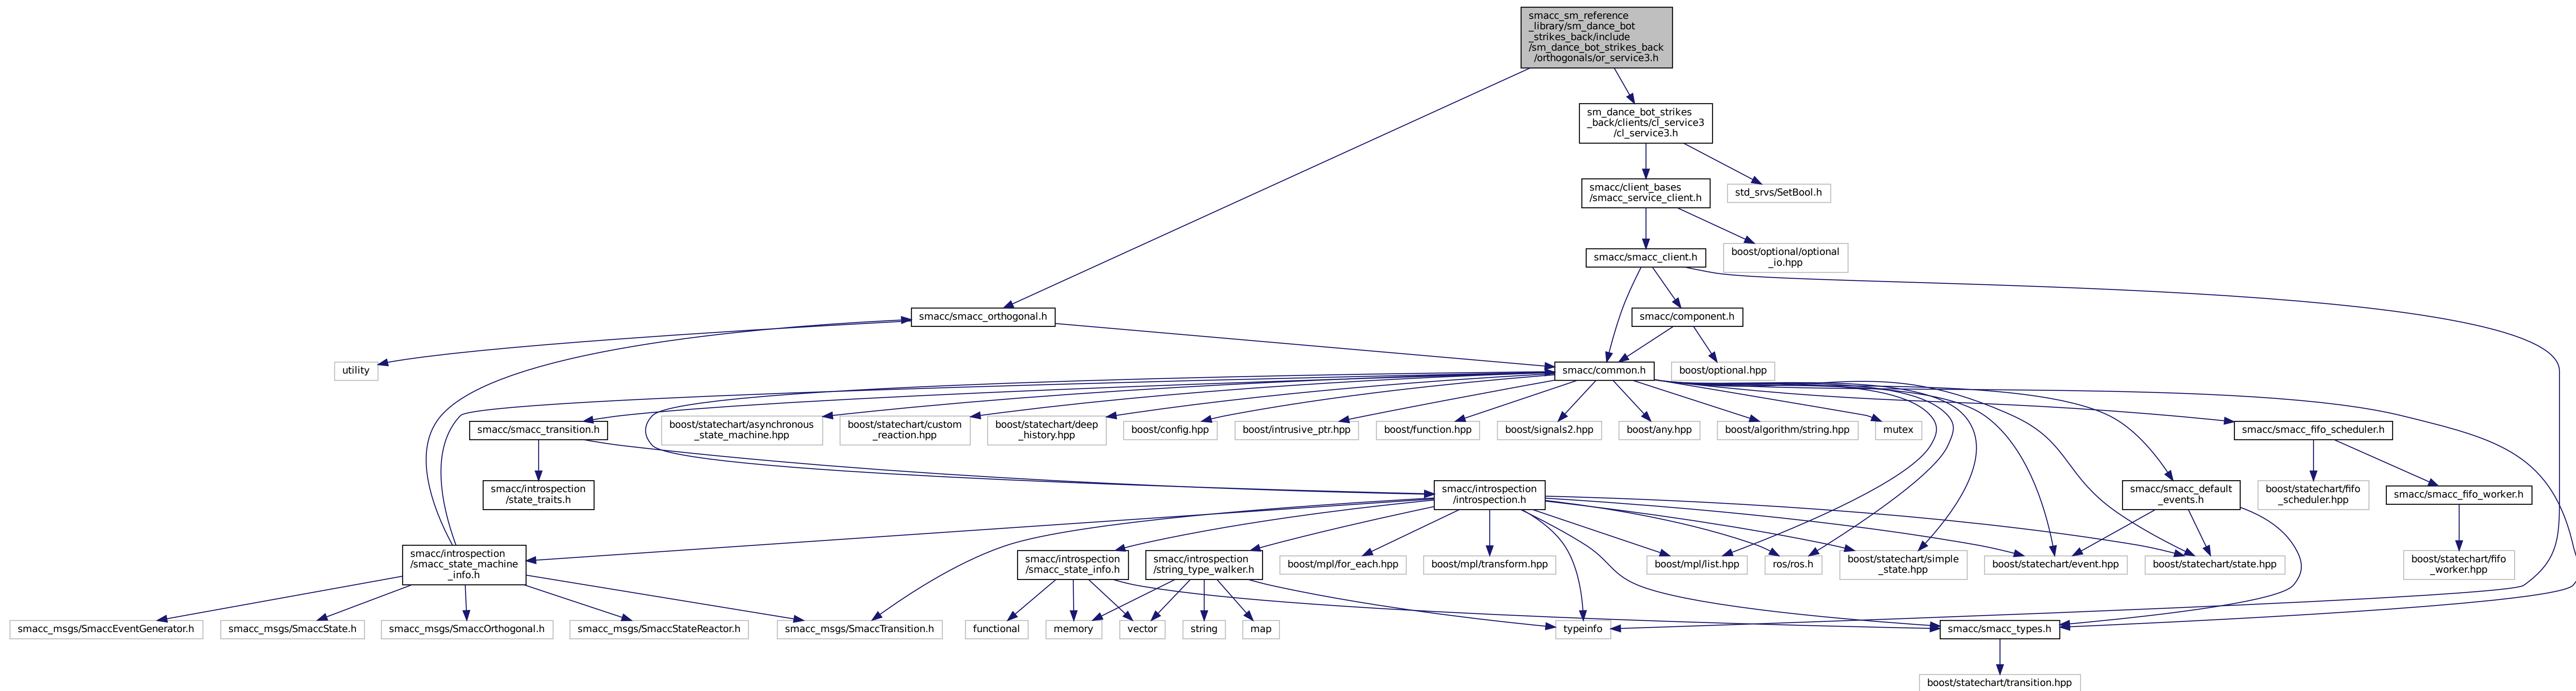 smacc_sm_reference
_library/sm_dance_bot
_strikes_back/include
/sm_dance_bot_strikes_back
/orthogonals/or_service3.h
sm_dance_bot_strikes
_back/clients/cl_service3
/cl_service3.h
smacc/client_bases
/smacc_service_client.h
std_srvs/SetBool.h
smacc/smacc_client.h
boost/optional/optional
_io.hpp
smacc/smacc_orthogonal.h
smacc/component.h
utility
smacc/common.h
boost/optional.hpp
smacc/smacc_transition.h
boost/statechart/asynchronous
_state_machine.hpp
boost/statechart/custom
_reaction.hpp
boost/statechart/deep
_history.hpp
boost/config.hpp
boost/intrusive_ptr.hpp
boost/function.hpp
boost/signals2.hpp
boost/any.hpp
boost/algorithm/string.hpp
mutex
smacc/smacc_fifo_scheduler.h
smacc/introspection
/state_traits.h
smacc/introspection
/introspection.h
smacc/smacc_default
_events.h
boost/statechart/fifo
_scheduler.hpp
smacc/smacc_fifo_worker.h
smacc/introspection
/smacc_state_machine
_info.h
smacc/introspection
/smacc_state_info.h
smacc/introspection
/string_type_walker.h
boost/mpl/for_each.hpp
boost/mpl/transform.hpp
boost/mpl/list.hpp
ros/ros.h
boost/statechart/simple
_state.hpp
boost/statechart/event.hpp
boost/statechart/state.hpp
boost/statechart/fifo
_worker.hpp
smacc_msgs/SmaccEventGenerator.h
smacc_msgs/SmaccState.h
smacc_msgs/SmaccOrthogonal.h
smacc_msgs/SmaccStateReactor.h
smacc_msgs/SmaccTransition.h
functional
memory
vector
string
map
typeinfo
smacc/smacc_types.h
boost/statechart/transition.hpp